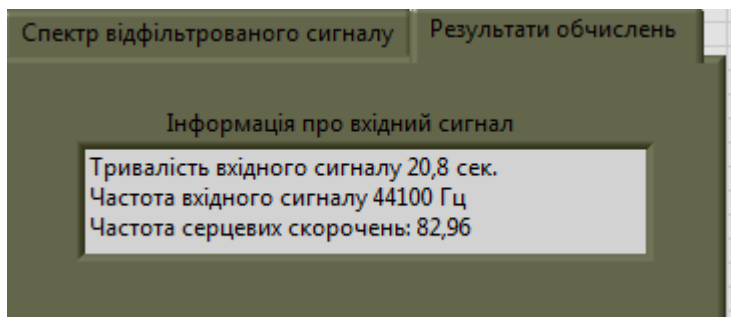 Спектр відфільтрованого сигналу
Результати обчислень
Інформація про вхідний сигнал
Тривалість вхідного сигналу 20,8 сек.
Частота вхідного сигналу 44100 Гц
Частота серцевих скорочень: 82,96